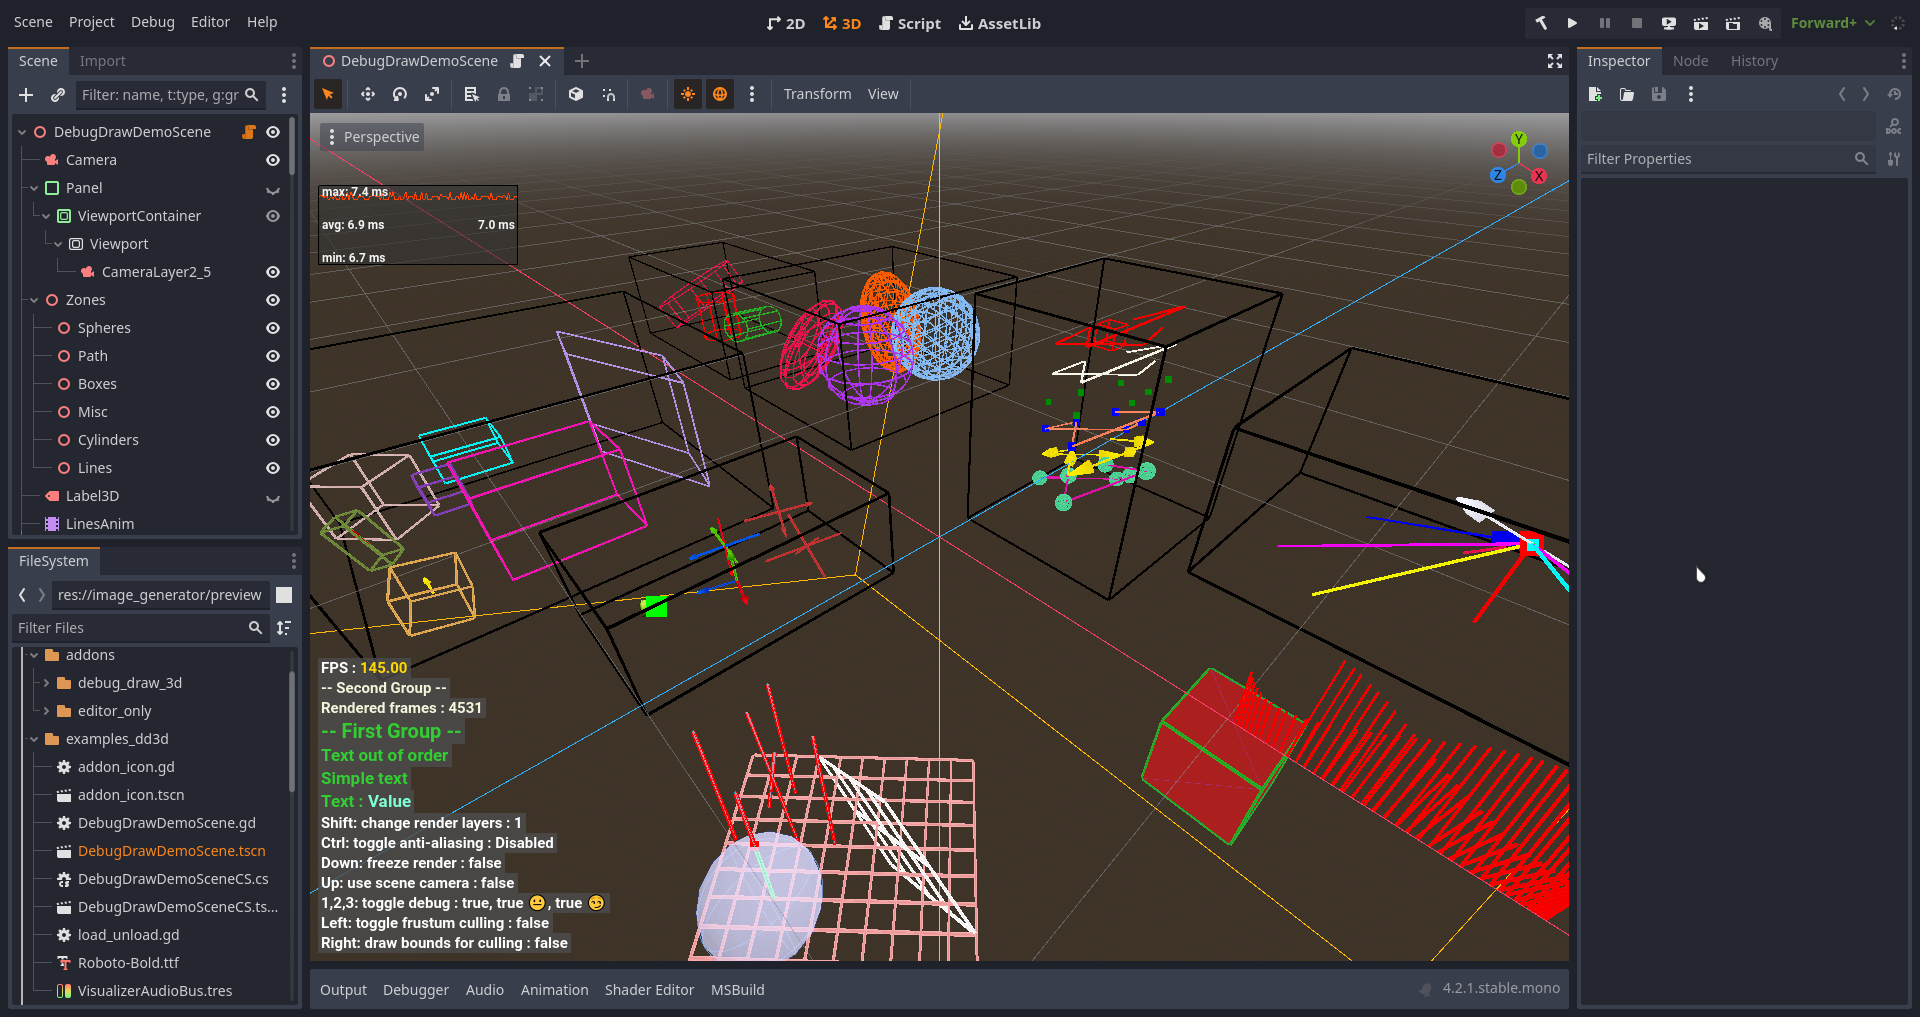 Scene Project Debug Editor Help 2D 3D Script AssetLib Forward+
Scene Import
Filter: name, t:type, g:gr
DebugDrawDemoScene
Camera
Panel
ViewportContainer
Viewport
CameraLayer2_5
Zones
Spheres
Path
Boxes
Misc
Cylinders
Lines
Label3D
LinesAnim
FileSystem
res://image_generator/preview
Filter Files
addons
debug_draw_3d
editor_only
examples_dd3d
addon_icon.gd
addon_icon.tscn
DebugDrawDemoScene.gd
DebugDrawDemoScene.tscn
DebugDrawDemoSceneCS.cs
DebugDrawDemoSceneCS.ts...
load_unload.gd
Roboto-Bold.ttf
VisualizerAudioBus.tres
DebugDrawDemoScene
Transform View
Perspective
Y
Z X
max: 7.4 ms
avg: 6.9 ms 7.0 ms
min: 6.7 ms
FPS : 145.00
-- Second Group --
Rendered frames : 4531
-- First Group --
Text out of order
Simple text
Text : Value
Shift: change render layers : 1
Ctrl: toggle anti-aliasing : Disabled
Down: freeze render : false
Up: use scene camera : false
1,2,3: toggle debug : true, true 😐, true 😏
Left: toggle frustum culling : false
Right: draw bounds for culling : false
Output Debugger Audio Animation Shader Editor MSBuild 4.2.1.stable.mono
Inspector Node History
DOC
Filter Properties